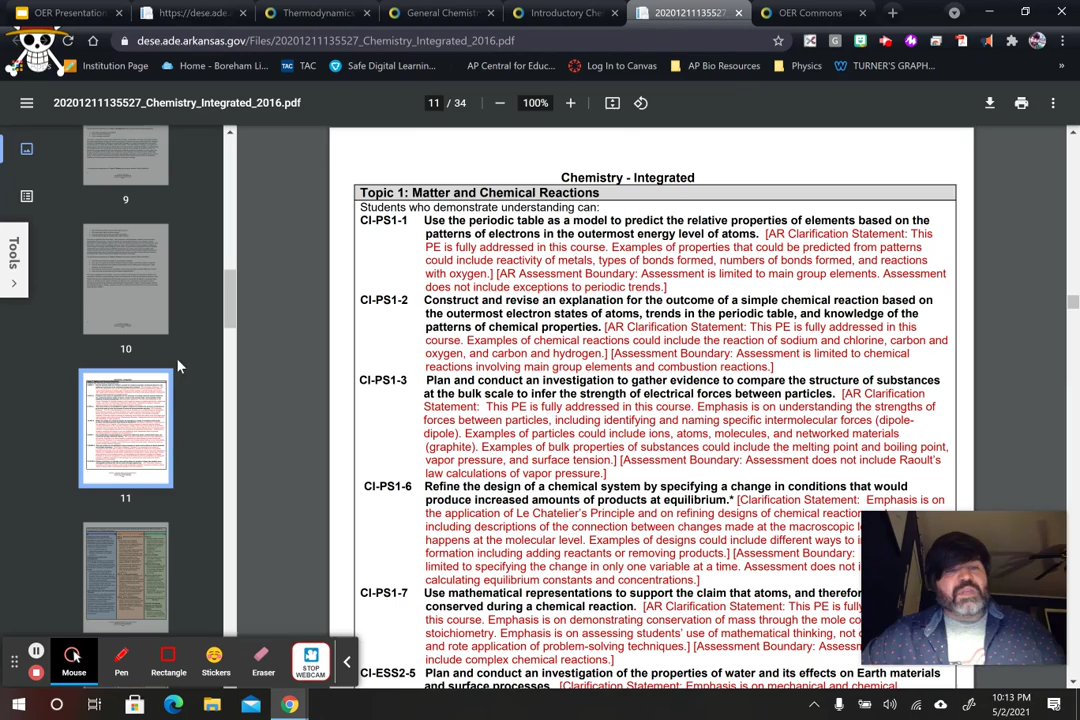 OER Presentation
https://dese.ade.
Thermodynamics
General Chemist
Introductory Che
20201211135527
OER Commons
dese.ade.arkansas.gov/Files/20201211135527_Chemistry_Integrated_2016.pdf
Institution Page
Home - Boreham Li...
TAC
TAC
Safe Digital Learnin...
AP Central for Educ...
Log In to Canvas
AP Bio Resources
Physics
TURNER'S GRAPH...
20201211135527_Chemistry_Integrated_2016.pdf
11 / 34
100%
9
10
11
Tools
Chemistry - Integrated
Topic 1: Matter and Chemical Reactions
Students who demonstrate understanding can:
CI-PS1-1 Use the periodic table as a model to predict the relative properties of elements based on the
patterns of electrons in the outermost energy level of atoms. [AR Clarification Statement: This
PE is fully addressed in this course. Examples of properties that could be predicted from patterns
could include reactivity of metals, types of bonds formed, numbers of bonds formed, and reactions
with oxygen.] [AR Assessment Boundary: Assessment is limited to main group elements. Assessment
does not include exceptions to periodic trends.]
CI-PS1-2 Construct and revise an explanation for the outcome of a simple chemical reaction based on
the outermost electron states of atoms, trends in the periodic table, and knowledge of the
patterns of chemical properties. [AR Clarification Statement: This PE is fully addressed in this
course. Examples of chemical reactions could include the reaction of sodium and chlorine, carbon and
oxygen, and carbon and hydrogen.] [Assessment Boundary: Assessment is limited to chemical
reactions involving main group elements and combustion reactions.]
CI-PS1-3 Plan and conduct an investigation to gather evidence to compare the structure of substances
at the bulk scale to infer the strength of electrical forces between particles. [AR Clarification
Statement: This PE is fully addressed in this course. Emphasis is on understanding the strengths of
forces between particles, including identifying and naming specific intermolecular forces (dipole-
dipole). Examples of particles could include ions, atoms, molecules, and networked materials
(graphite). Examples of bulk properties of substances could include the melting point and boiling point,
vapor pressure, and surface tension.] [Assessment Boundary: Assessment does not include Raoult's
law calculations of vapor pressure.]
CI-PS1-6 Refine the design of a chemical system by specifying a change in conditions that would
produce increased amounts of products at equilibrium.* [Clarification Statement: Emphasis is on
the application of Le Chatelier's Principle and on refining designs of chemical reaction
including descriptions of the connection between changes made at the macroscopic l
happens at the molecular level. Examples of designs could include different ways to i
formation including adding reactants or removing products.] [Assessment Boundary:
limited to specifying the change in only one variable at a time. Assessment does not i
calculating equilibrium constants and concentrations.]
CI-PS1-7 Use mathematical representations to support the claim that atoms, and therefor
conserved during a chemical reaction. [AR Clarification Statement: This PE is fully
this course. Emphasis is on demonstrating conservation of mass through the mole co
stoichiometry. Emphasis is on assessing students' use of mathematical thinking, not o
and rote application of problem-solving techniques.] [Assessment Boundary: Assess
include complex chemical reactions.]
CI-ESS2-5 Plan and conduct an investigation of the properties of water and its effects on Earth materials
and surface processes. [Clarification Statement: Emphasis is on mechanical and chemical
Mouse
Pen
Rectangle
Stickers
Eraser
STOP
WEBCAM
10:13 PM
5/2/2021